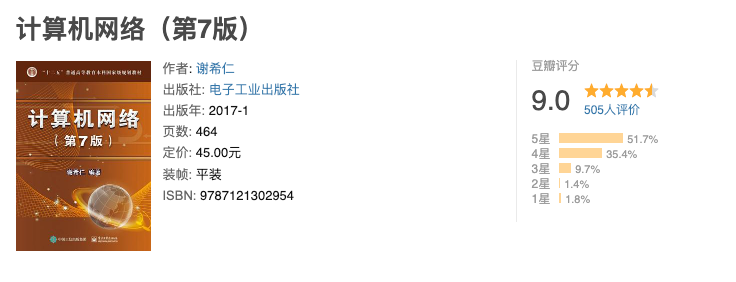 计算机网络（第7版）
"十二五"普通高等教育本科国家级规划教材
计算机网络
（第7版）
谢希仁 编著
作者: 谢希仁
出版社: 电子工业出版社
出版年: 2017-1
页数: 464
定价: 45.00元
装帧: 平装
ISBN: 9787121302954
豆瓣评分
9.0
505人评价
5星 51.7%
4星 35.4%
3星 9.7%
2星 1.4%
1星 1.8%